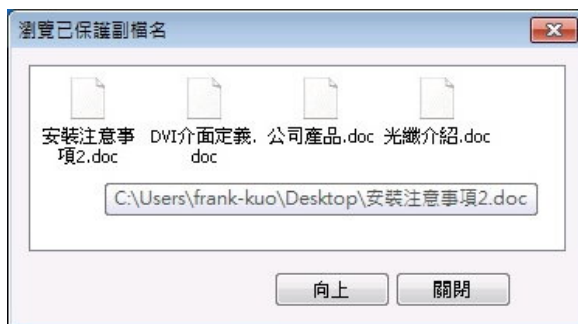 瀏覽已保護副檔名
安裝注意事 DVI介面定義. 公司產品.doc 光纖介紹.doc
項2.doc doc
C:\Users\frank-kuo\Desktop\安裝注意事項2.doc
向上 關閉